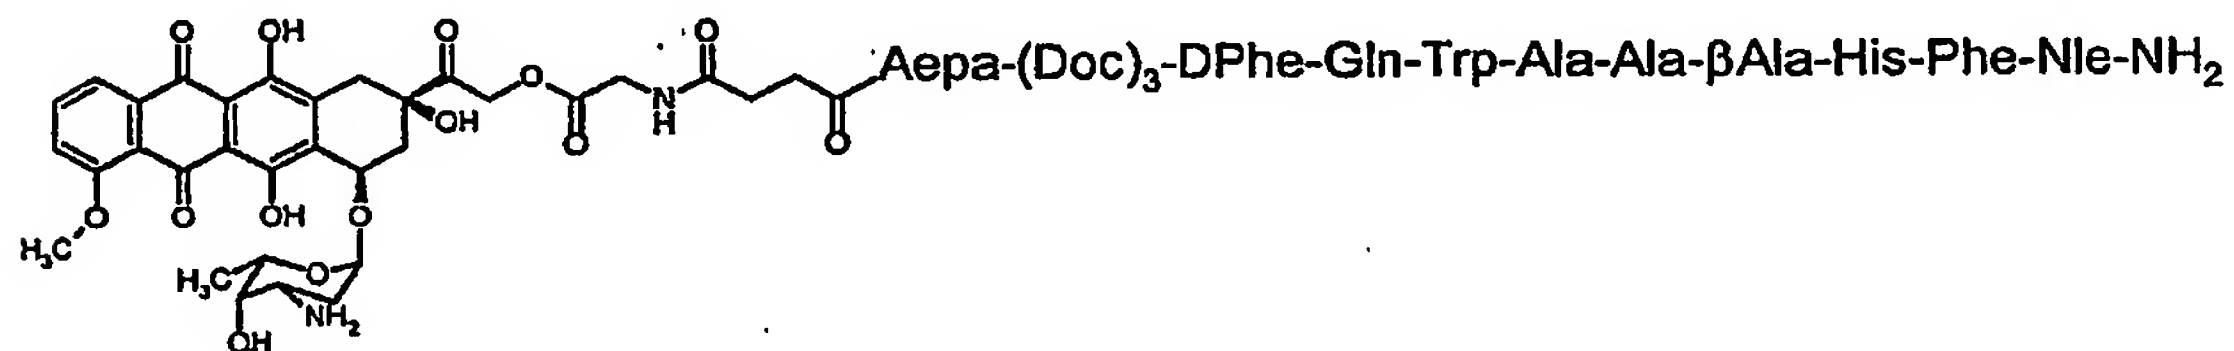 O OH O O Aepa-(Doc)₃-DPhe-Gln-Trp-Ala-Ala-βAla-His-Phe-Nle-NH₂
O
OH O N
H O
O O OH O
H₃C
H₃C O
NH₂
OH